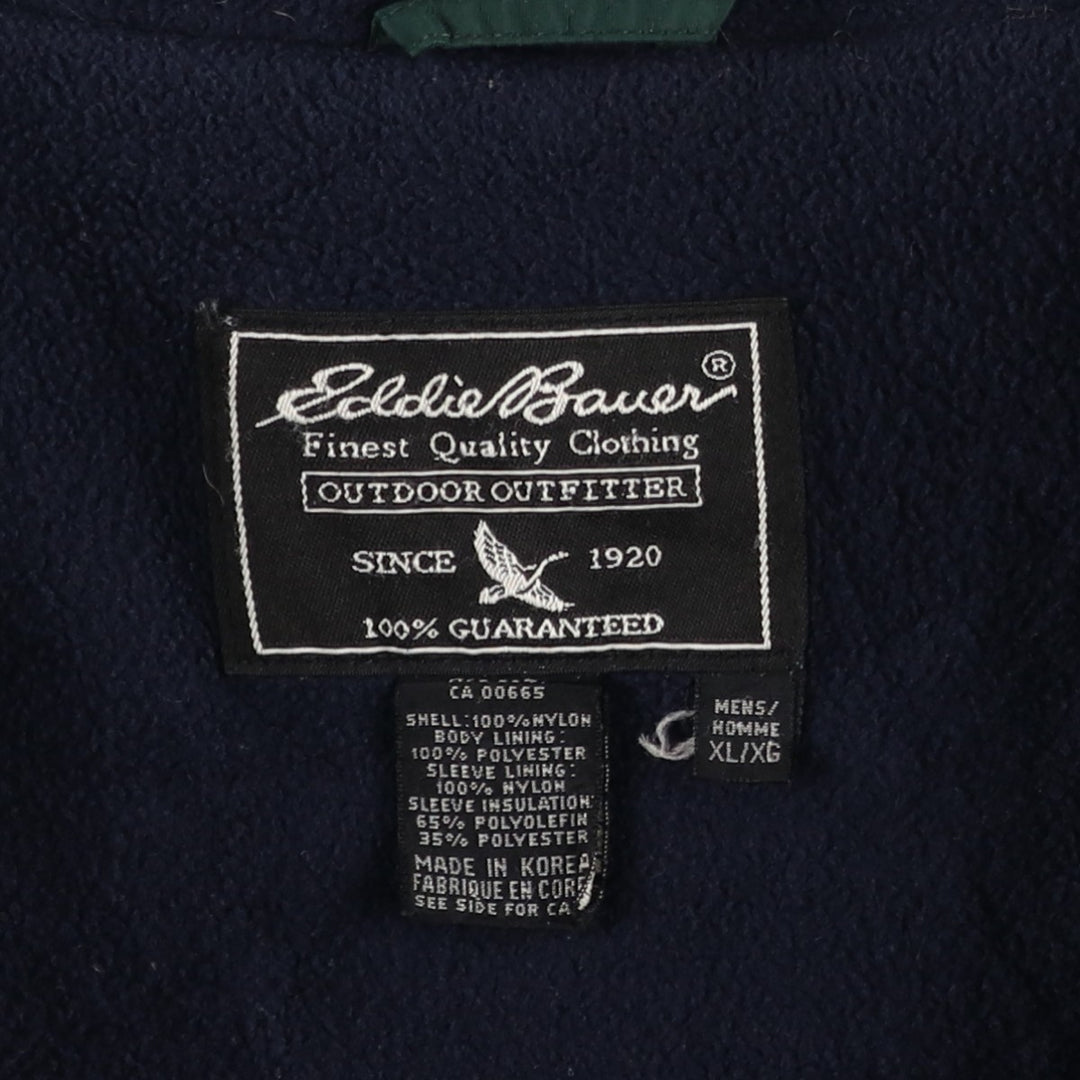 Eddie Bauer®
Finest Quality Clothing
OUTDOOR OUTFITTER
SINCE 1920
100% GUARANTEED
CA 00665
SHELL: 100% NYLON
BODY LINING:
100% POLYESTER
SLEEVE LINING:
100% NYLON
SLEEVE INSULATION:
65% POLYOLEFIN
35% POLYESTER
MADE IN KOREA
FABRIQUE EN
SEE SIDE FOR CA
MENS/
HOMME
XL/XG